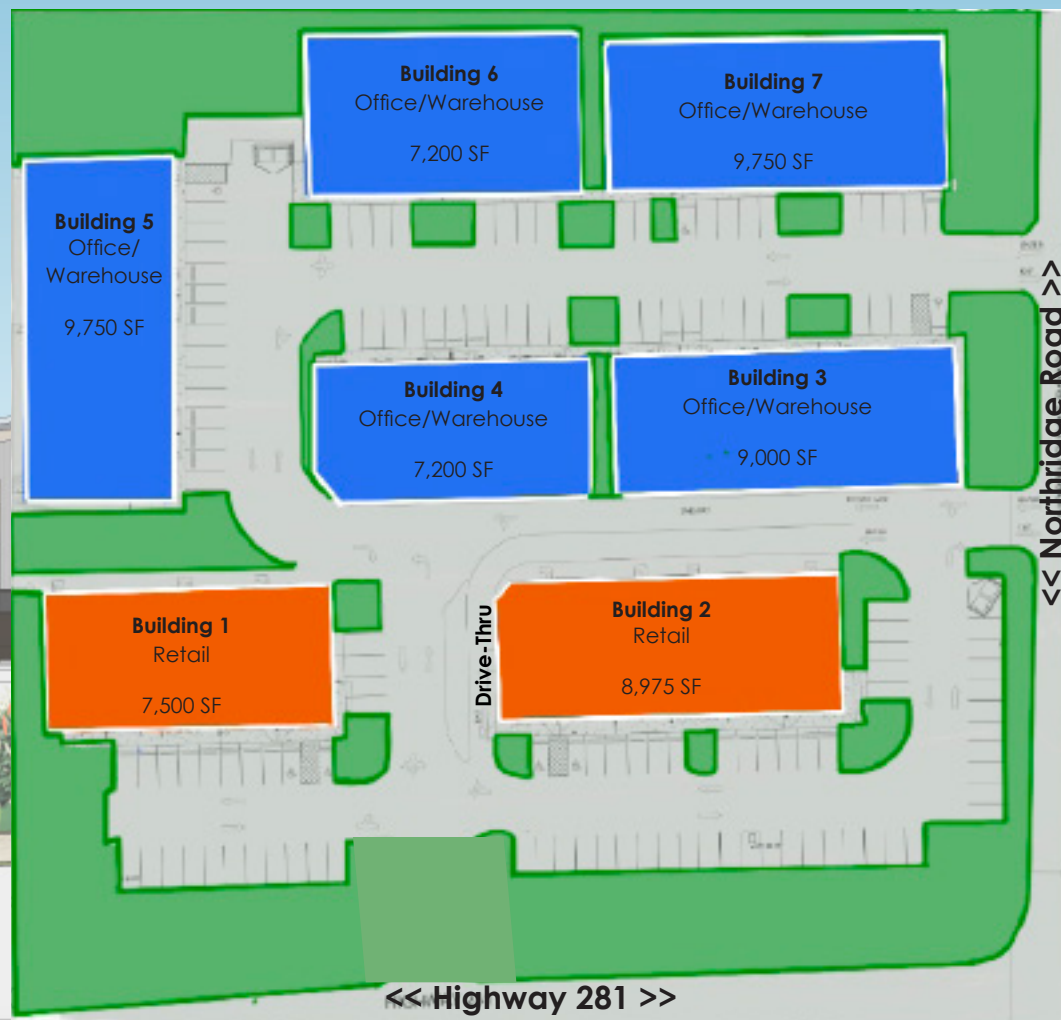 Building 6
Office/Warehouse
7,200 SF
Building 7
Office/Warehouse
9,750 SF
Building 5
Office/
Warehouse
9,750 SF
Building 4
Office/Warehouse
7,200 SF
Building 3
Office/Warehouse
9,000 SF
<< Northridge Road >>
Building 1
Retail
7,500 SF
Drive-Thru
Building 2
Retail
8,975 SF
<< Highway 281 >>